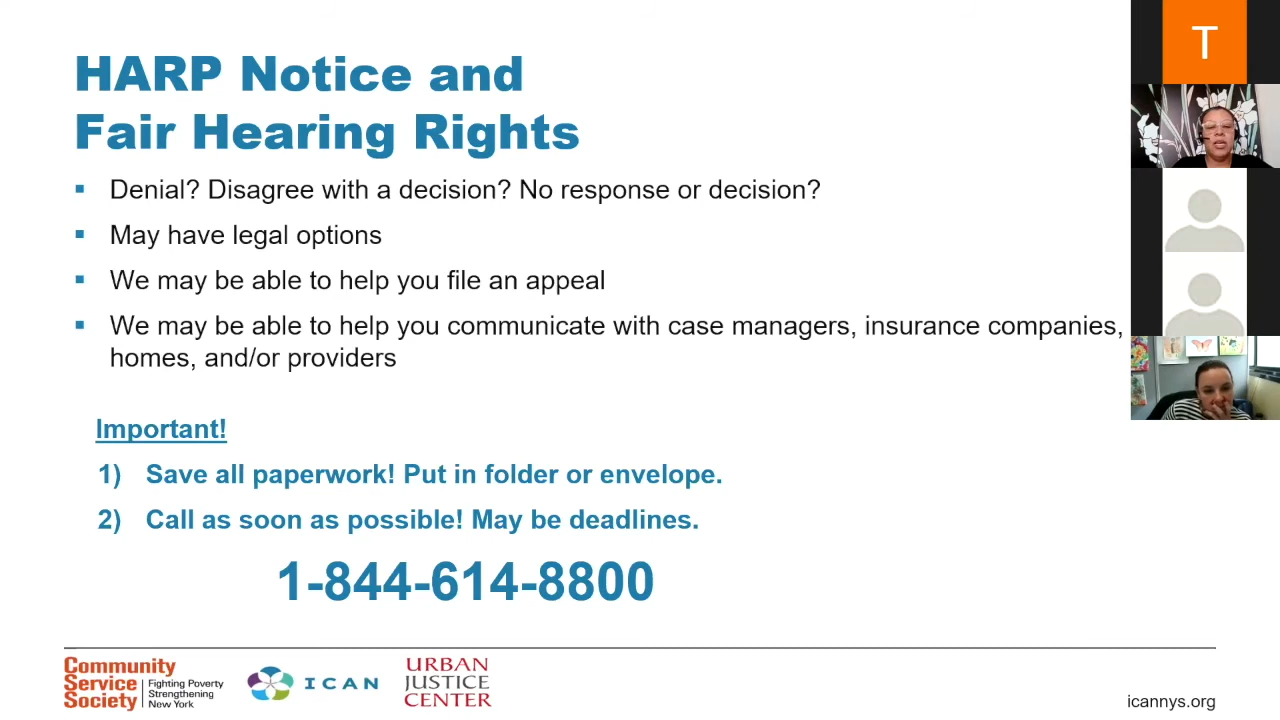 HARP Notice and
Fair Hearing Rights
▪ Denial? Disagree with a decision? No response or decision?
▪ May have legal options
▪ We may be able to help you file an appeal
▪ We may be able to help you communicate with case managers, insurance companies,
homes, and/or providers
Important!
1) Save all paperwork! Put in folder or envelope.
2) Call as soon as possible! May be deadlines.
1-844-614-8800
Community
Service
Society
Fighting Poverty
Strengthening
New York
ICAN
URBAN
JUSTICE
CENTER
icannys.org
T